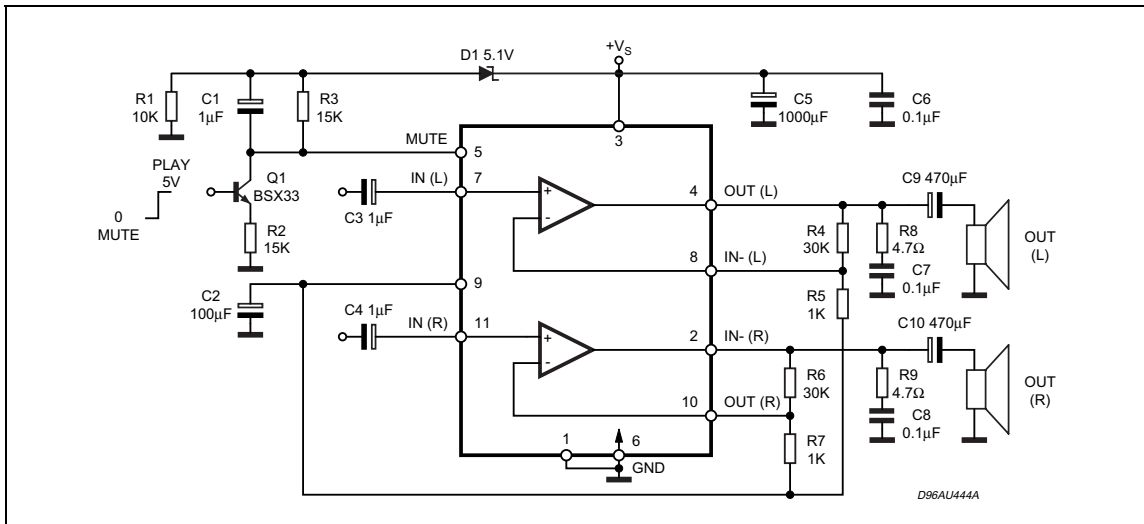 D1 5.1V
+VS
R1
10K
C1
1µF
R3
15K
C5
1000µF
C6
0.1µF
MUTE
5
3
PLAY
5V
0
MUTE
Q1
BSX33
IN (L)
7
C3 1µF
+
-
4
OUT (L)
C9 470µF
R2
15K
R4
30K
R8
4.7Ω
OUT
(L)
8
IN- (L)
C7
0.1µF
C2
100µF
9
R5
1K
C4 1µF
IN (R)
11
+
-
2
IN- (R)
C10 470µF
R6
30K
R9
4.7Ω
OUT
(R)
10
OUT (R)
C8
0.1µF
R7
1K
1
6
GND
D96AU444A